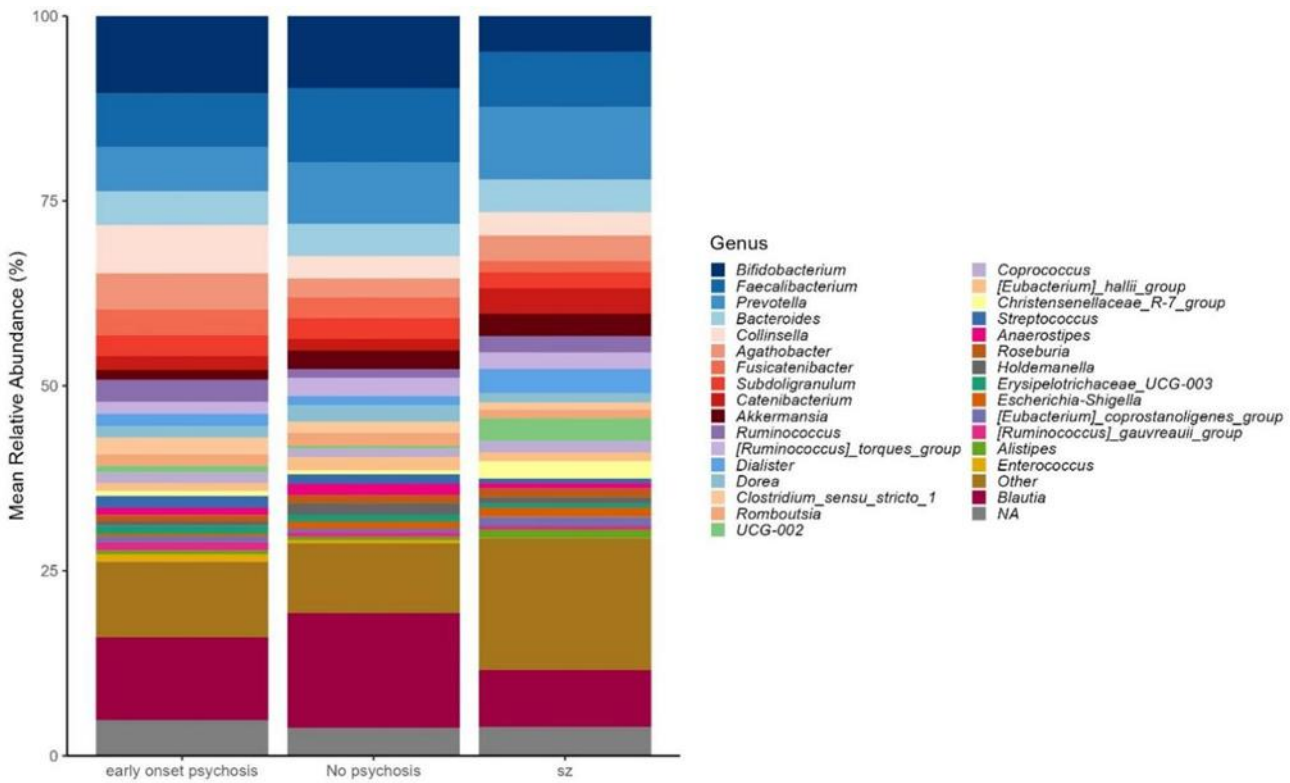 100
75
50
25
0
Mean Relative Abundance (%)
early onset psychosis
No psychosis
sz
Genus
Bifidobacterium
Faecalibacterium
Prevotella
Bacteroides
Collinsella
Agathobacter
Fusicatenibacter
Subdoligranulum
Catenibacterium
Akkermansia
Ruminococcus
[Ruminococcus]_torques_group
Dialister
Dorea
Clostridium_sensu_stricto_1
Romboutsia
UCG-002
Coprococcus
[Eubacterium]_hallii_group
Christensenellaceae_R-7_group
Streptococcus
Anaerostipes
Roseburia
Holdemanella
Erysipelotrichaceae_UCG-003
Escherichia-Shigella
[Eubacterium]_coprostanoligenes_group
[Ruminococcus]_gauvreauii_group
Alistipes
Enterococcus
Other
Blautia
NA